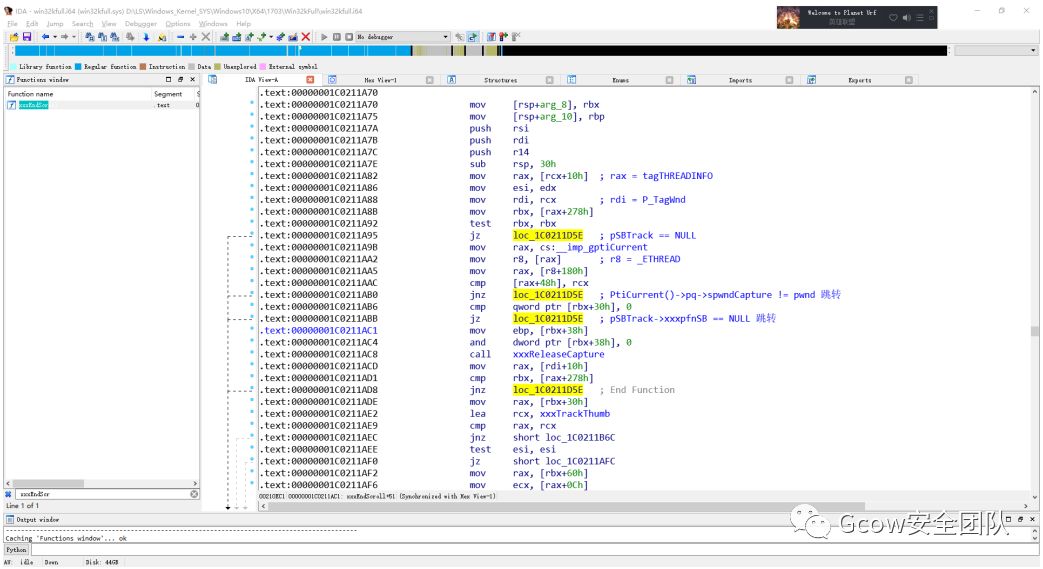 IDA - win32kfull.i64 (win32kfull.sys) D:\LS\Windows_Kernel_SYS\Windows10\X64\1703\Win32kFull\win32kfull.i64
File Edit Jump Search View Debugger Options Windows Help
Welcome to Planet Urf
英雄联盟
No debugger
Library function Regular function Instruction Data Unexplored External symbol
Functions window
IDA View-A Hex View-1 Structures Enums Imports Exports
Function name Segment S
xxxEndScr .text 0
.text:00000001C0211A70
.text:00000001C0211A70 mov [rsp+arg_8], rbx
.text:00000001C0211A75 mov [rsp+arg_10], rbp
.text:00000001C0211A7A push rsi
.text:00000001C0211A7B push rdi
.text:00000001C0211A7C push r14
.text:00000001C0211A7E sub rsp, 30h
.text:00000001C0211A82 mov rax, [rcx+10h] ; rax = tagTHREADINFO
.text:00000001C0211A86 mov esi, edx
.text:00000001C0211A88 mov rdi, rcx ; rdi = P_TagWnd
.text:00000001C0211A8B mov rbx, [rax+278h]
.text:00000001C0211A92 test rbx, rbx
.text:00000001C0211A95 jz loc_1C0211D5E ; pSBTrack == NULL
.text:00000001C0211A9B mov rax, cs:__imp_gptiCurrent
.text:00000001C0211AA2 mov r8, [rax] ; r8 = _ETHREAD
.text:00000001C0211AA5 mov rax, [r8+180h]
.text:00000001C0211AAC cmp [rax+48h], rcx
.text:00000001C0211AB0 jnz loc_1C0211D5E ; PtiCurrent()->pq->spwndCapture != pwnd 跳转
.text:00000001C0211AB6 cmp qword ptr [rbx+30h], 0
.text:00000001C0211ABB jz loc_1C0211D5E ; pSBTrack->xxxpfnSB == NULL 跳转
.text:00000001C0211AC1 mov ebp, [rbx+38h]
.text:00000001C0211AC4 and dword ptr [rbx+38h], 0
.text:00000001C0211AC8 call xxxReleaseCapture
.text:00000001C0211ACD mov rax, [rdi+10h]
.text:00000001C0211AD1 cmp rbx, [rax+278h]
.text:00000001C0211AD8 jnz loc_1C0211D5E ; End Function
.text:00000001C0211ADE mov rax, [rbx+30h]
.text:00000001C0211AE2 lea rcx, xxxTrackThumb
.text:00000001C0211AE9 cmp rax, rcx
.text:00000001C0211AEC jnz short loc_1C0211B6C
.text:00000001C0211AEE test esi, esi
.text:00000001C0211AF0 jz short loc_1C0211AFC
.text:00000001C0211AF2 mov rax, [rbx+60h]
.text:00000001C0211AF6 mov ecx, [rax+0Ch]
xxxEndScr
00210EC1 00000001C0211AC1: xxxEndScroll+51 (Synchronized with Hex View-1)
Line 1 of 1
Output window
Caching 'Functions window'... ok
Python
AU: idle Down Disk: 44GB
Gcow安全团队